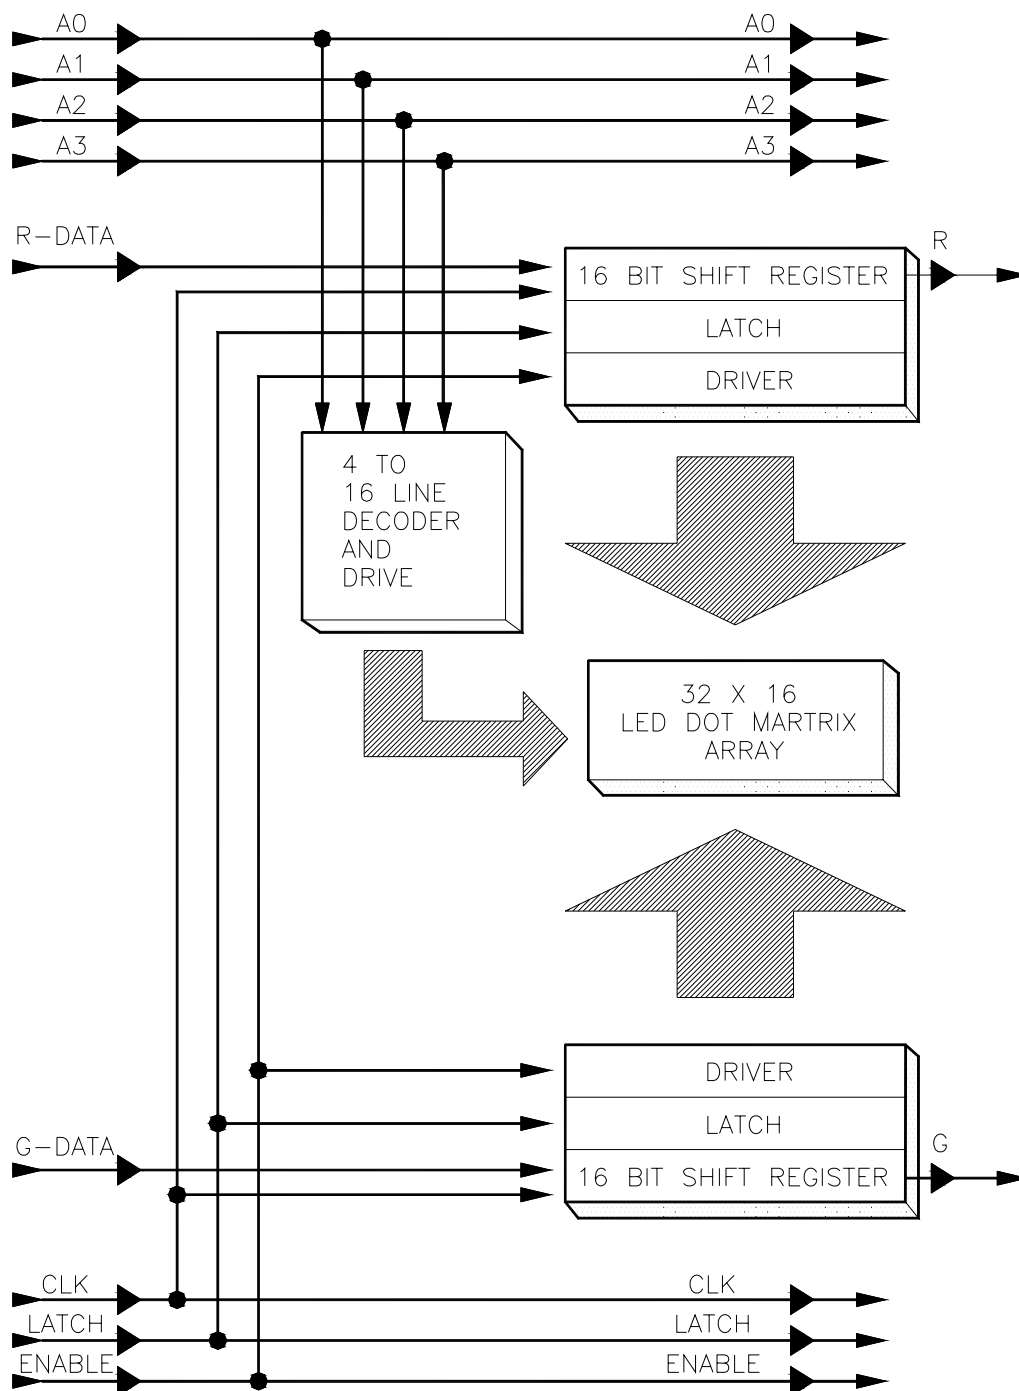 A0 A0
A1 A1
A2 A2
A3 A3
R-DATA R
16 BIT SHIFT REGISTER
LATCH
DRIVER
4 TO
16 LINE
DECODER
AND
DRIVE
32 X 16
LED DOT MARTRIX
ARRAY
DRIVER
LATCH
G-DATA G
16 BIT SHIFT REGISTER
CLK CLK
LATCH LATCH
ENABLE ENABLE